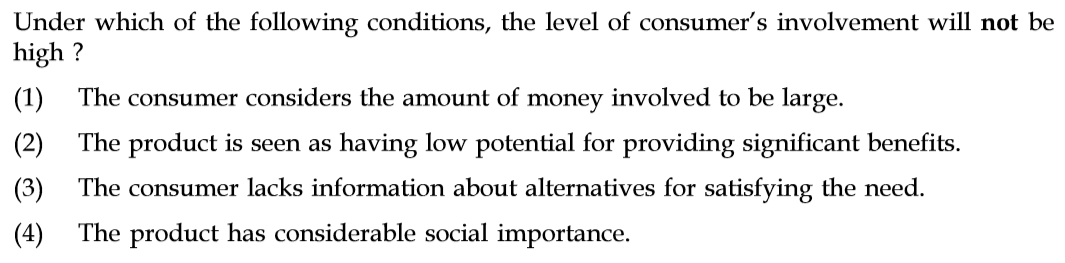 Under which of the following conditions, the level of consumer's involvement will not be
high ?
(1) The consumer considers the amount of money involved to be large.
(2) The product is seen as having low potential for providing significant benefits.
(3) The consumer lacks information about alternatives for satisfying the need.
(4) The product has considerable social importance.